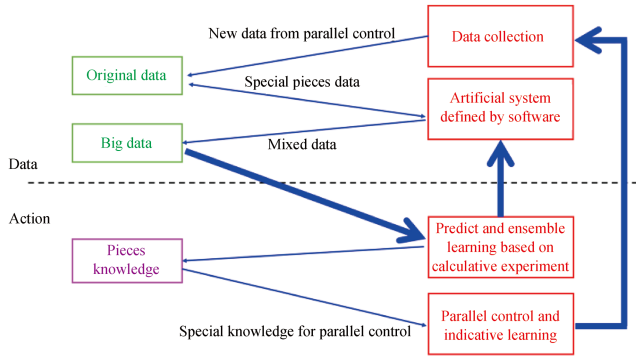 New data from parallel control
Data collection
Original data
Special pieces data
Artificial system
defined by software
Big data
Mixed data
Data
Action
Predict and ensemble
learning based on
calculative experiment
Pieces
knowledge
Special knowledge for parallel control
Parallel control and
indicative learning